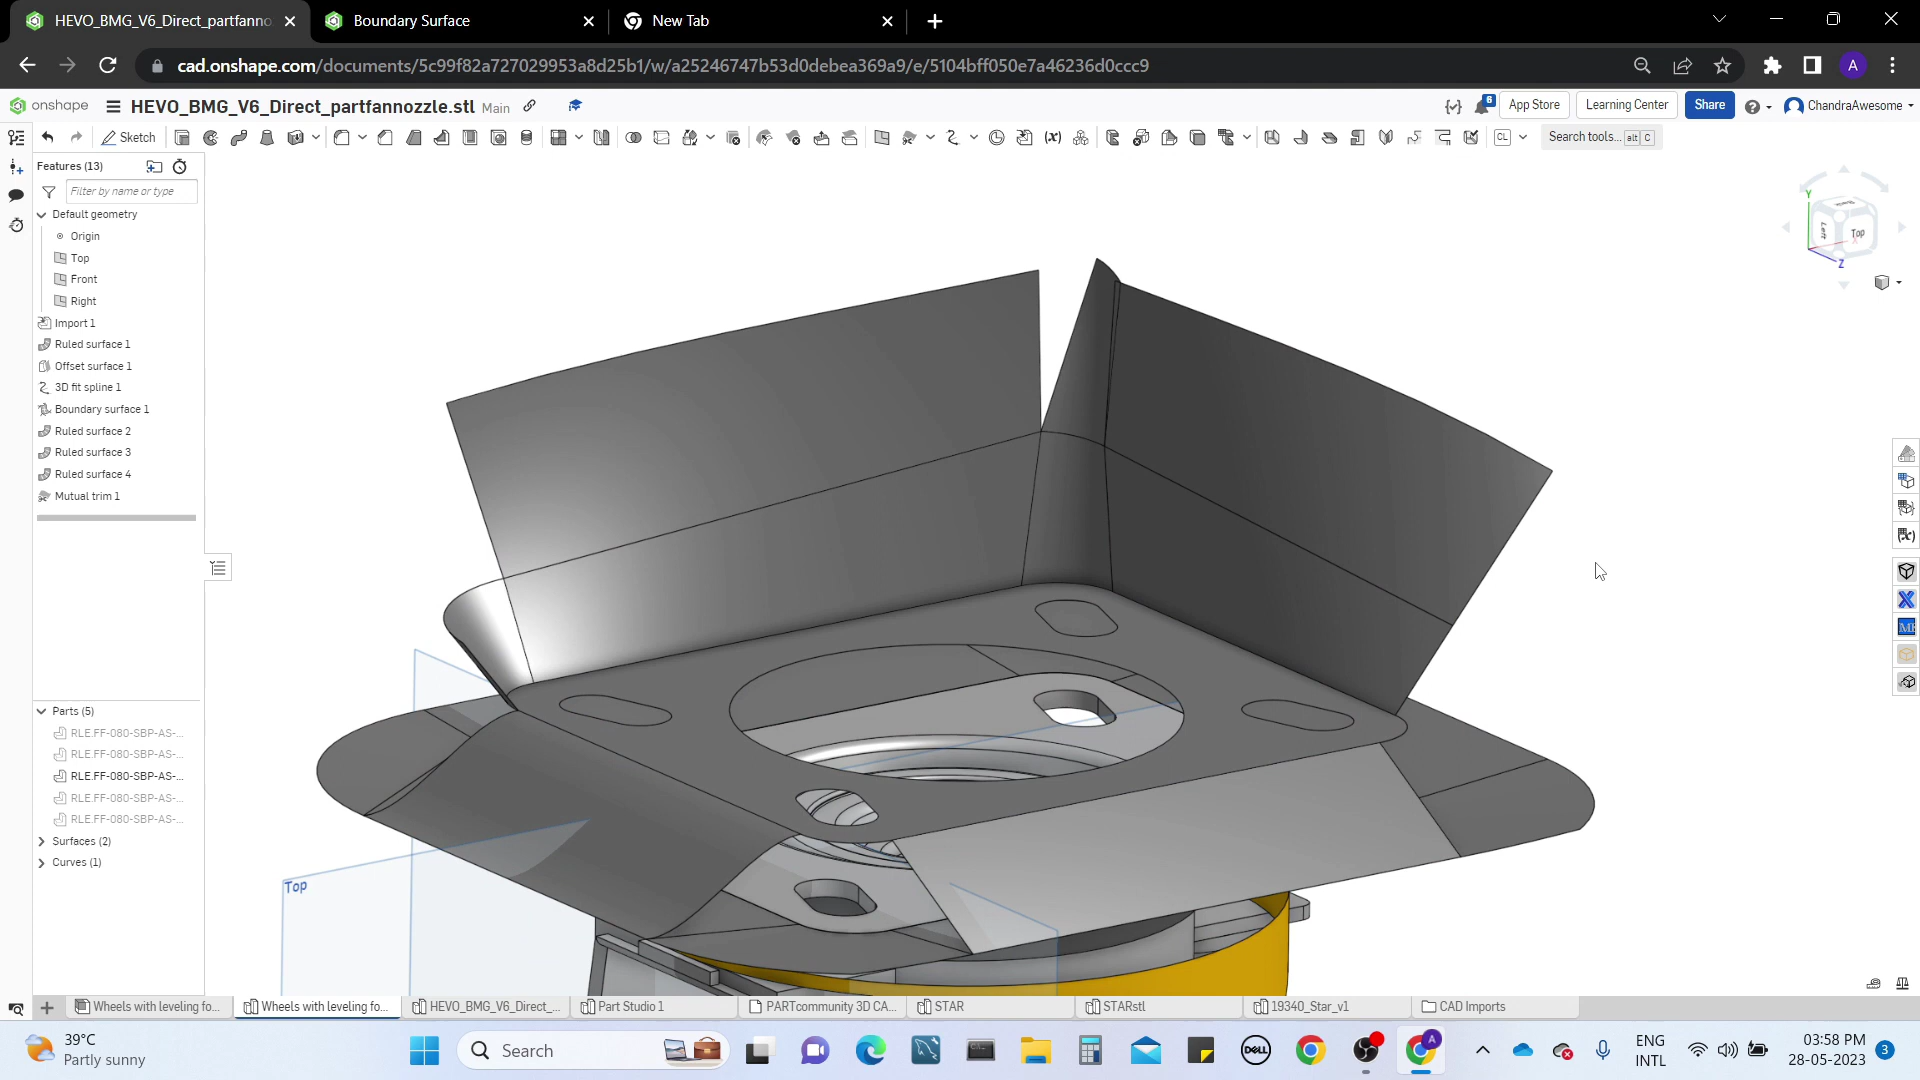 HEVO_BMG_V6_Direct_partfanno
Boundary Surface
New Tab
cad.onshape.com/documents/5c99f82a727029953a8d25b1/w/a25246747b53d0debea369a9/e/5104bff050e7a46236d0ccc9
A
onshape
HEVO_BMG_V6_Direct_partfannozzle.stl Main
6
App Store
Learning Center
Share
ChandraAwesome
Sketch
CL
Search tools... alt C
Features (13)
Filter by name or type
Default geometry
Origin
Top
Front
Right
Import 1
Ruled surface 1
Offset surface 1
3D fit spline 1
Boundary surface 1
Ruled surface 2
Ruled surface 3
Ruled surface 4
Mutual trim 1
Parts (5)
RLE.FF-080-SBP-AS-...
RLE.FF-080-SBP-AS-...
RLE.FF-080-SBP-AS-...
RLE.FF-080-SBP-AS-...
RLE.FF-080-SBP-AS-...
Surfaces (2)
Curves (1)
Y
Left
Top
X
Z
Top
Wheels with leveling fo...
Wheels with leveling fo...
HEVO_BMG_V6_Direct_...
Part Studio 1
PARTcommunity 3D CA...
STAR
STARstl
19340_Star_v1
CAD Imports
39°C
Partly sunny
Search
DELL
A
ENG
INTL
03:58 PM
28-05-2023
3